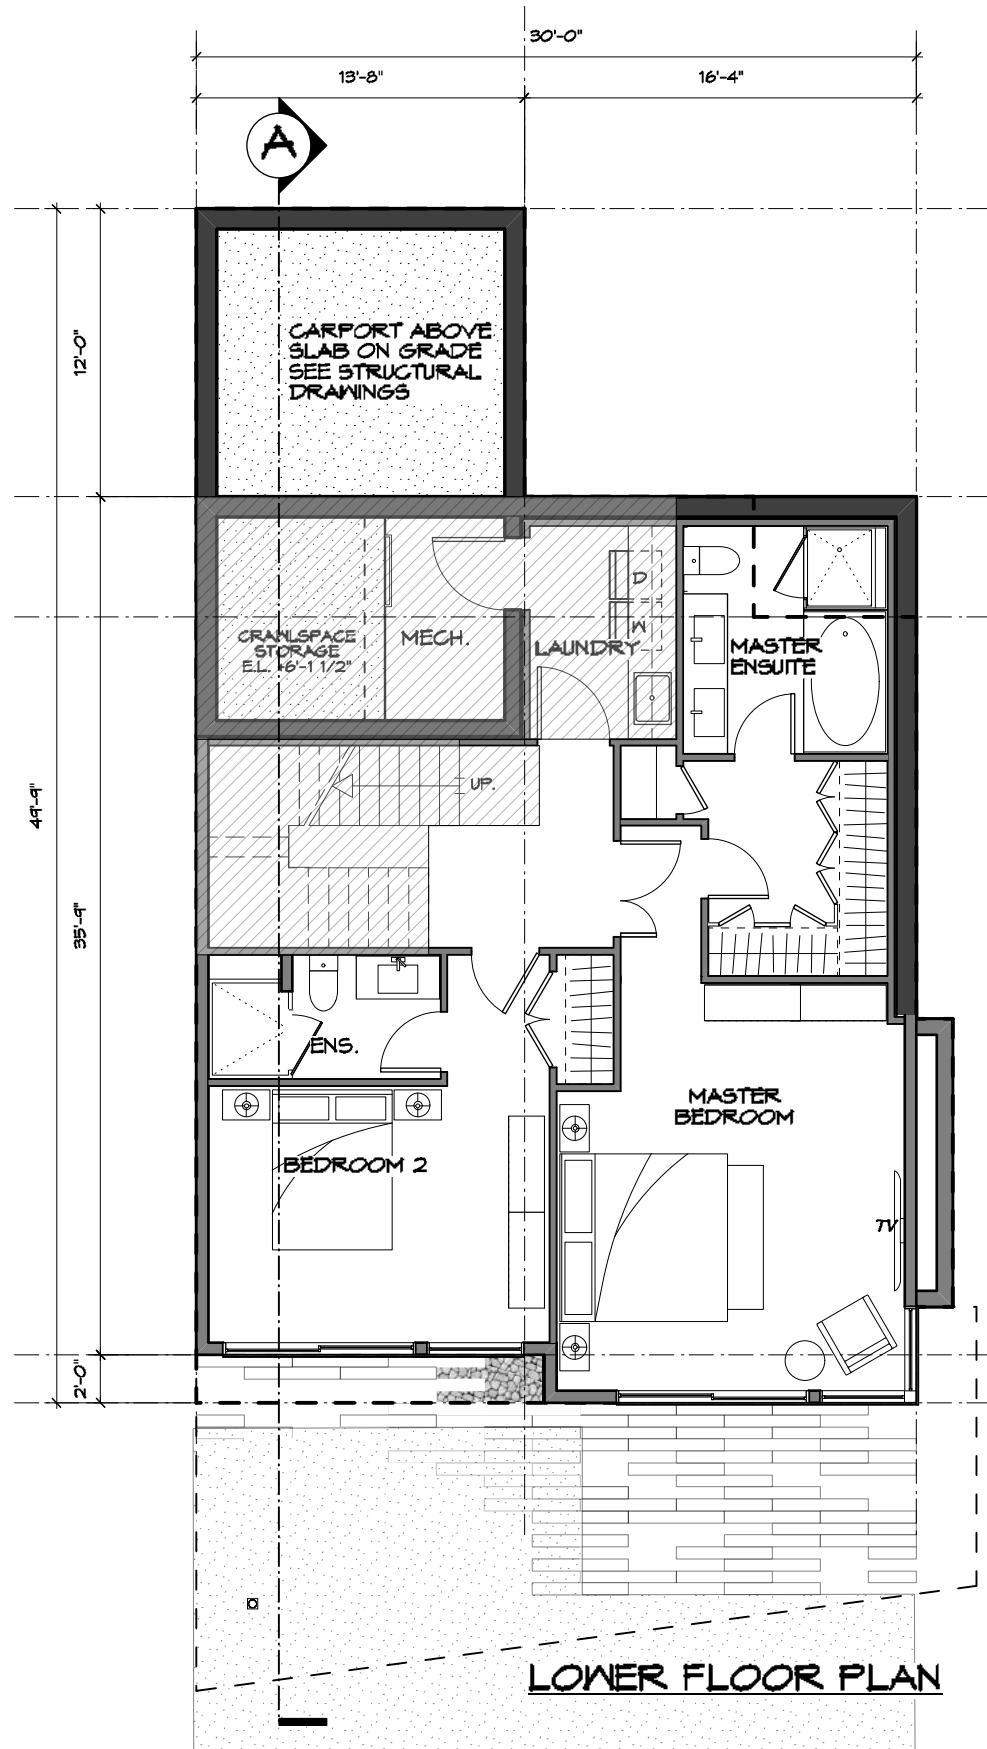 30'-0"
13'-8"
16'-4"
A
12'-0"
CARPORT ABOVE
SLAB ON GRADE
SEE STRUCTURAL
DRAWINGS
D
W
CRAWLSPACE
STORAGE
E.L. +6'-1 1/2"
MECH.
LAUNDRY
MASTER
ENSUITE
UP.
49'-9"
35'-9"
ENS.
MASTER
BEDROOM
BEDROOM 2
TV
2'-0"
LOWER FLOOR PLAN